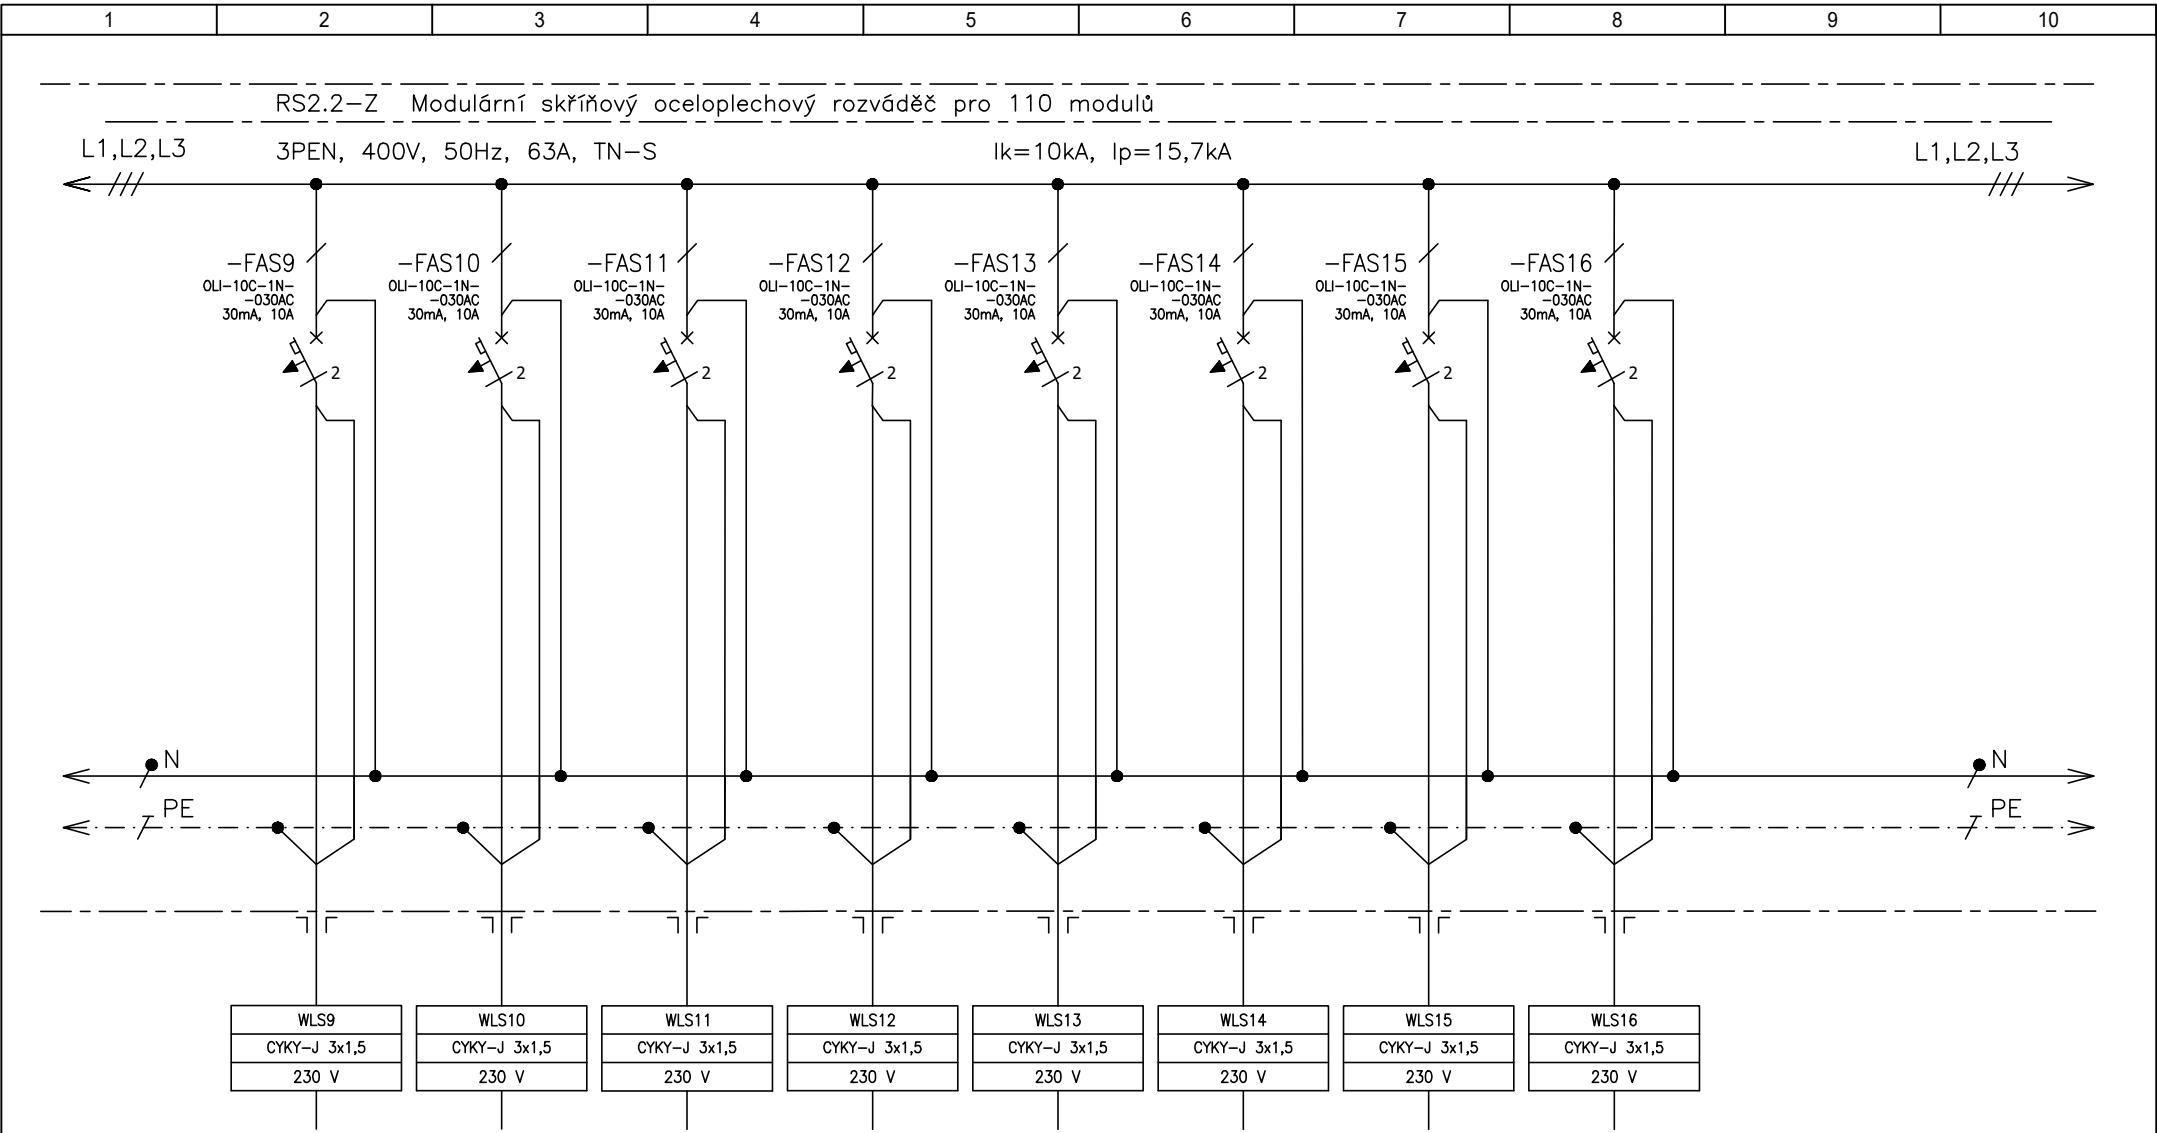 1 2 3 4 5 6 7 8 9 10
RS2.2-Z Modulární skříňový oceloplechový rozváděč pro 110 modulů
L1,L2,L3 3PEN, 400V, 50Hz, 63A, TN-S Ik=10kA, Ip=15,7kA L1,L2,L3
-FAS9 -FAS10 -FAS11 -FAS12 -FAS13 -FAS14 -FAS15 -FAS16
OLI-10C-1N- OLI-10C-1N- OLI-10C-1N- OLI-10C-1N- OLI-10C-1N- OLI-10C-1N- OLI-10C-1N- OLI-10C-1N-
-030AC -030AC -030AC -030AC -030AC -030AC -030AC -030AC
30mA, 10A 30mA, 10A 30mA, 10A 30mA, 10A 30mA, 10A 30mA, 10A 30mA, 10A 30mA, 10A
2 2 2 2 2 2 2 2
N N
PE PE
WLS9 WLS10 WLS11 WLS12 WLS13 WLS14 WLS15 WLS16
CYKY-J 3x1,5 CYKY-J 3x1,5 CYKY-J 3x1,5 CYKY-J 3x1,5 CYKY-J 3x1,5 CYKY-J 3x1,5 CYKY-J 3x1,5 CYKY-J 3x1,5
230 V 230 V 230 V 230 V 230 V 230 V 230 V 230 V